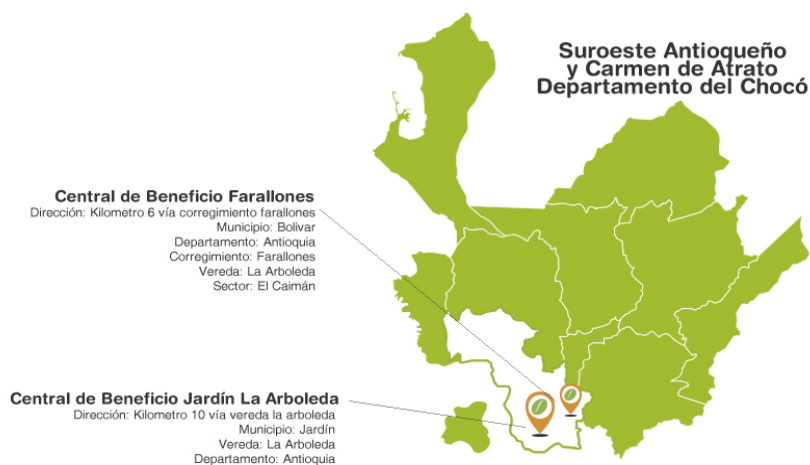 Suroeste Antioqueño
y Carmen de Atrato
Departamento del Chocó
Central de Beneficio Farallones
Dirección: Kilometro 6 vía corregimiento farallones
Municipio: Bolivar
Departamento: Antioquia
Corregimiento: Farallones
Vereda: La Arboleda
Sector: El Caimán
Central de Beneficio Jardín La Arboleda
Dirección: Kilometro 10 vía vereda la arboleda
Municipio: Jardín
Vereda: La Arboleda
Departamento: Antioquia